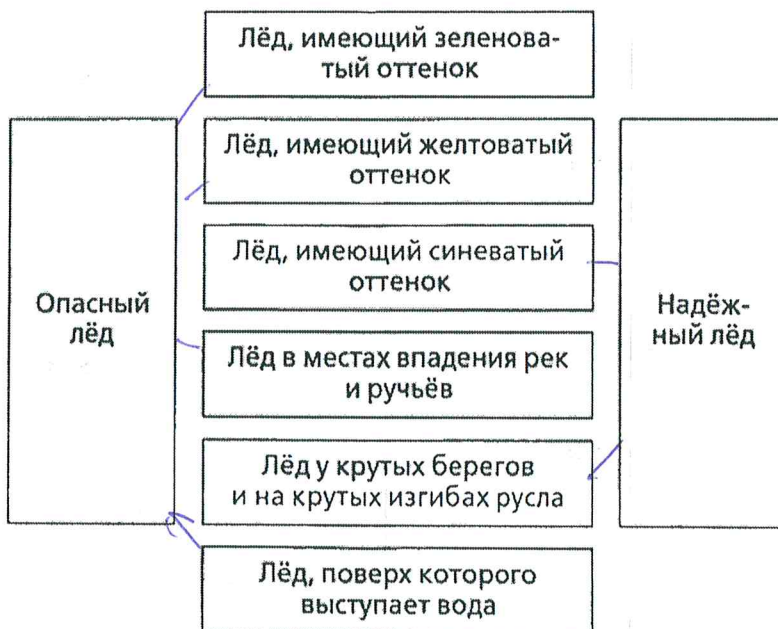 Лёд, имеющий зеленова-
тый оттенок
Лёд, имеющий желтоватый
оттенок
Лёд, имеющий синеватый
оттенок
Опасный
лёд
Надёж-
ный лёд
Лёд в местах впадения рек
и ручьёв
Лёд у крутых берегов
и на крутых изгибах русла
Лёд, поверх которого
выступает вода